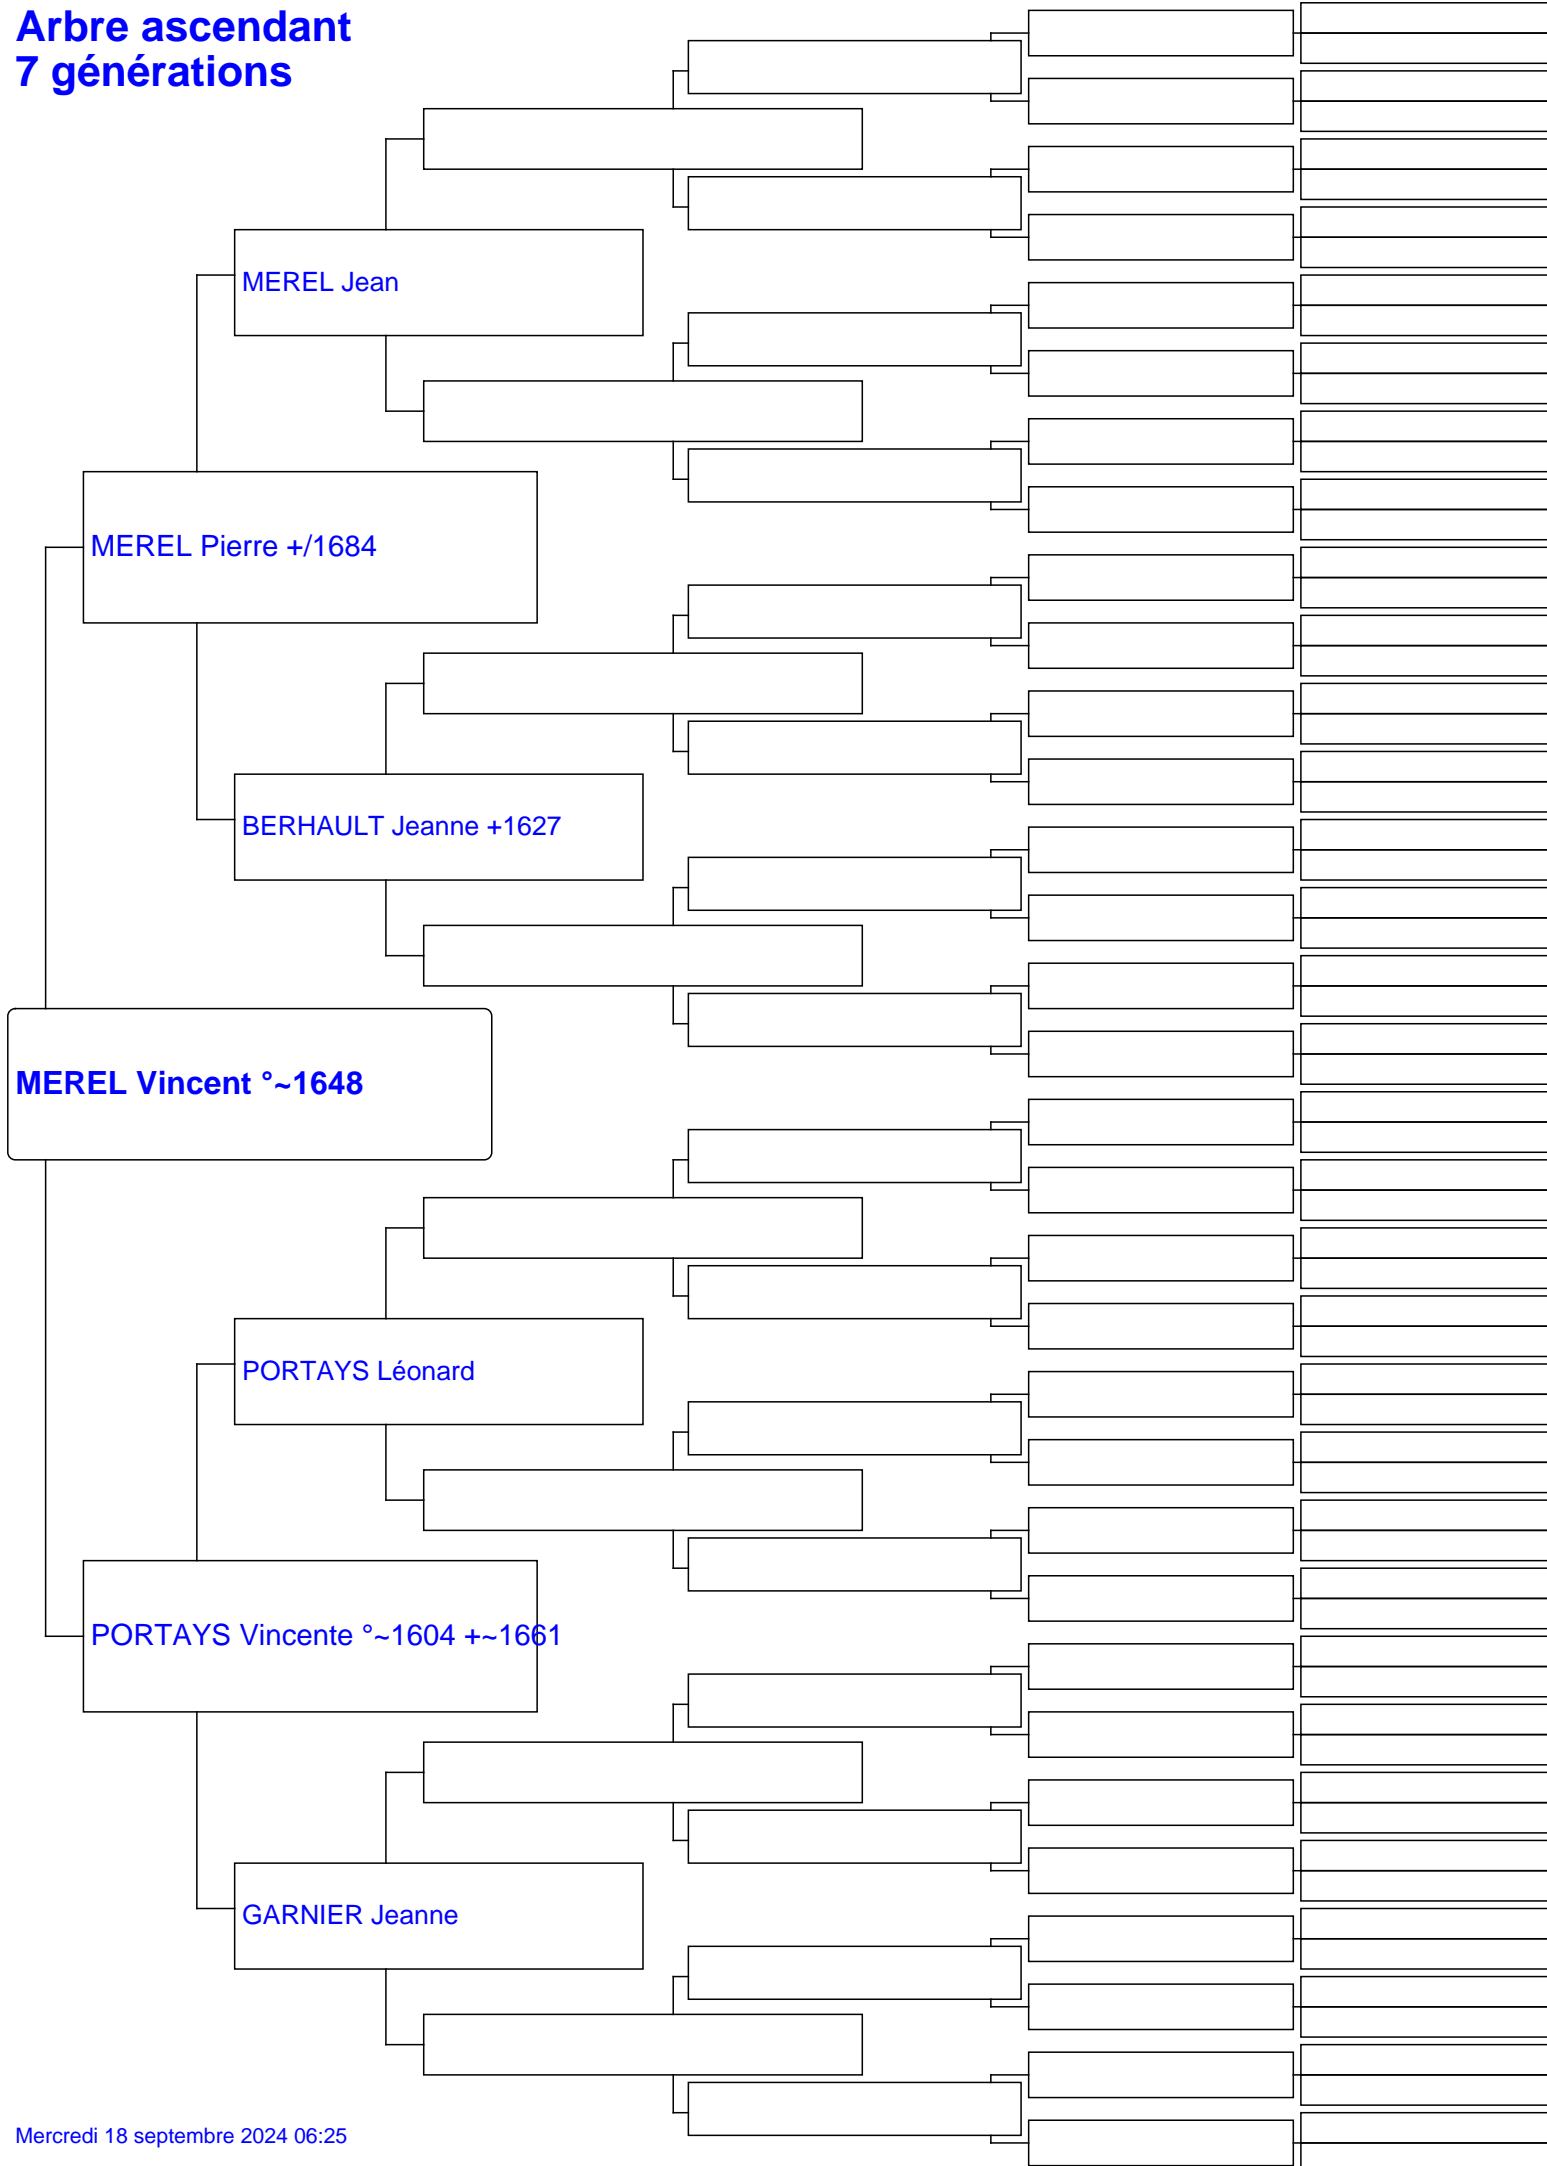 Arbre ascendant
7 générations
MEREL Jean
MEREL Pierre +/1684
BERHAULT Jeanne +1627
MEREL Vincent °~1648
PORTAYS Léonard
PORTAYS Vincente °~1604 +~1661
GARNIER Jeanne
Mercredi 18 septembre 2024 06:25